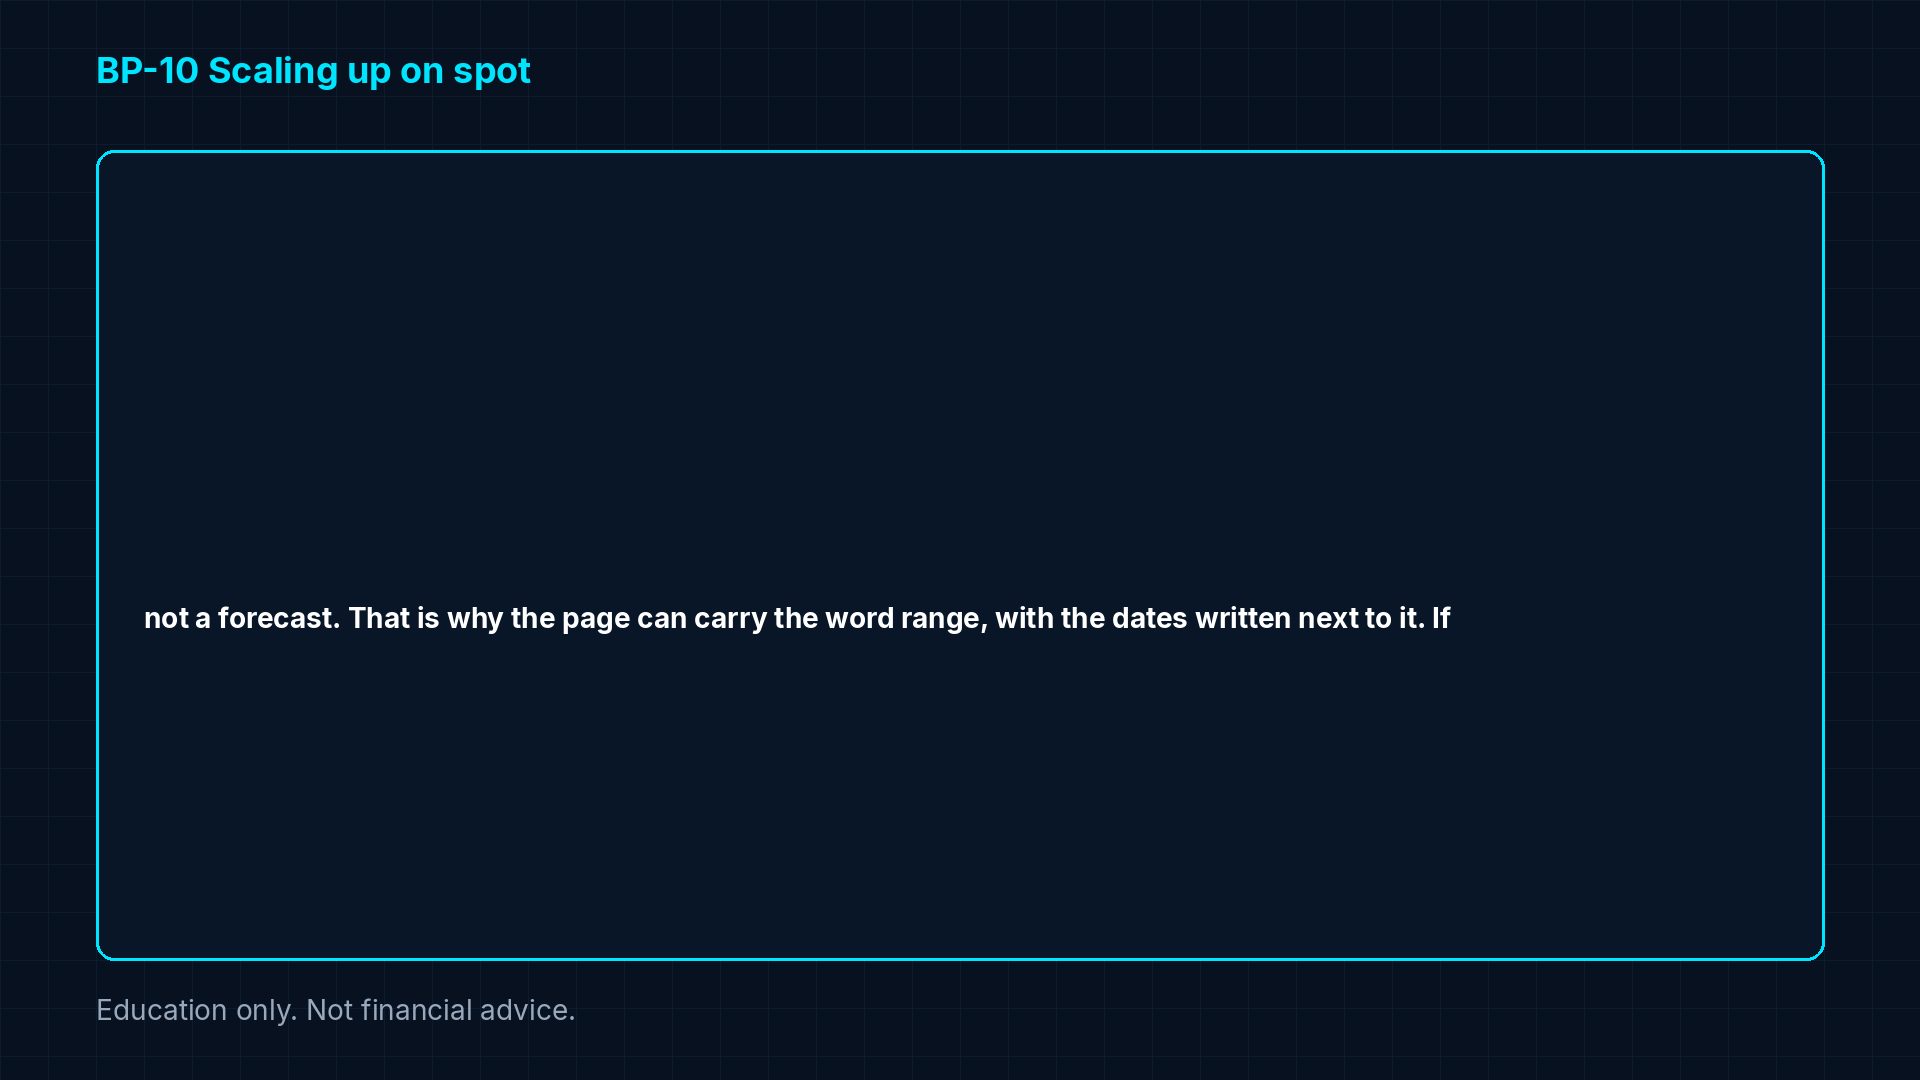 BP-10 Scaling up on spot
not a forecast. That is why the page can carry the word range, with the dates written next to it. If
Education only. Not financial advice.